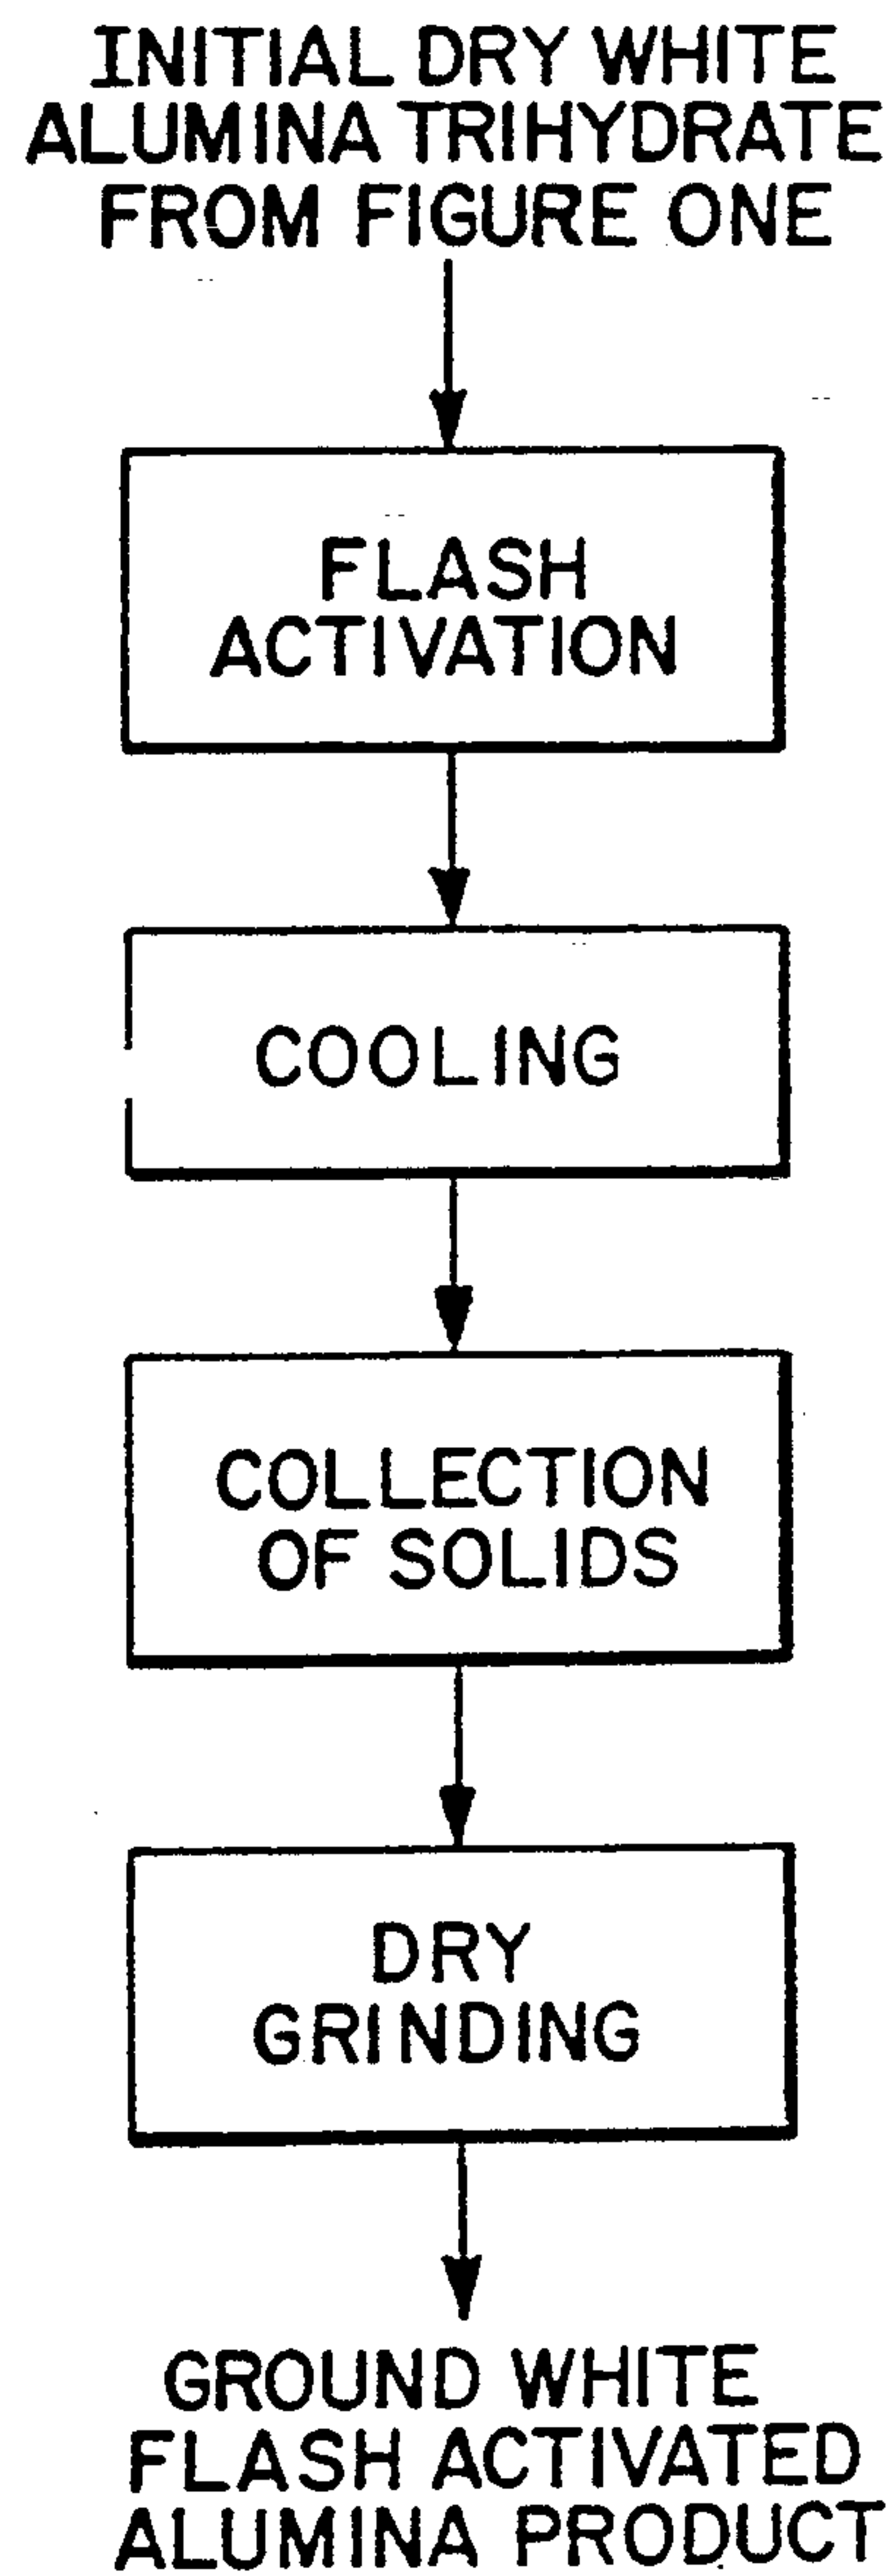 INITIAL DRY WHITE
ALUMINA TRIHYDRATE
FROM FIGURE ONE
FLASH
ACTIVATION
COOLING
COLLECTION
OF SOLIDS
DRY
GRINDING
GROUND WHITE
FLASH ACTIVATED
ALUMINA PRODUCT